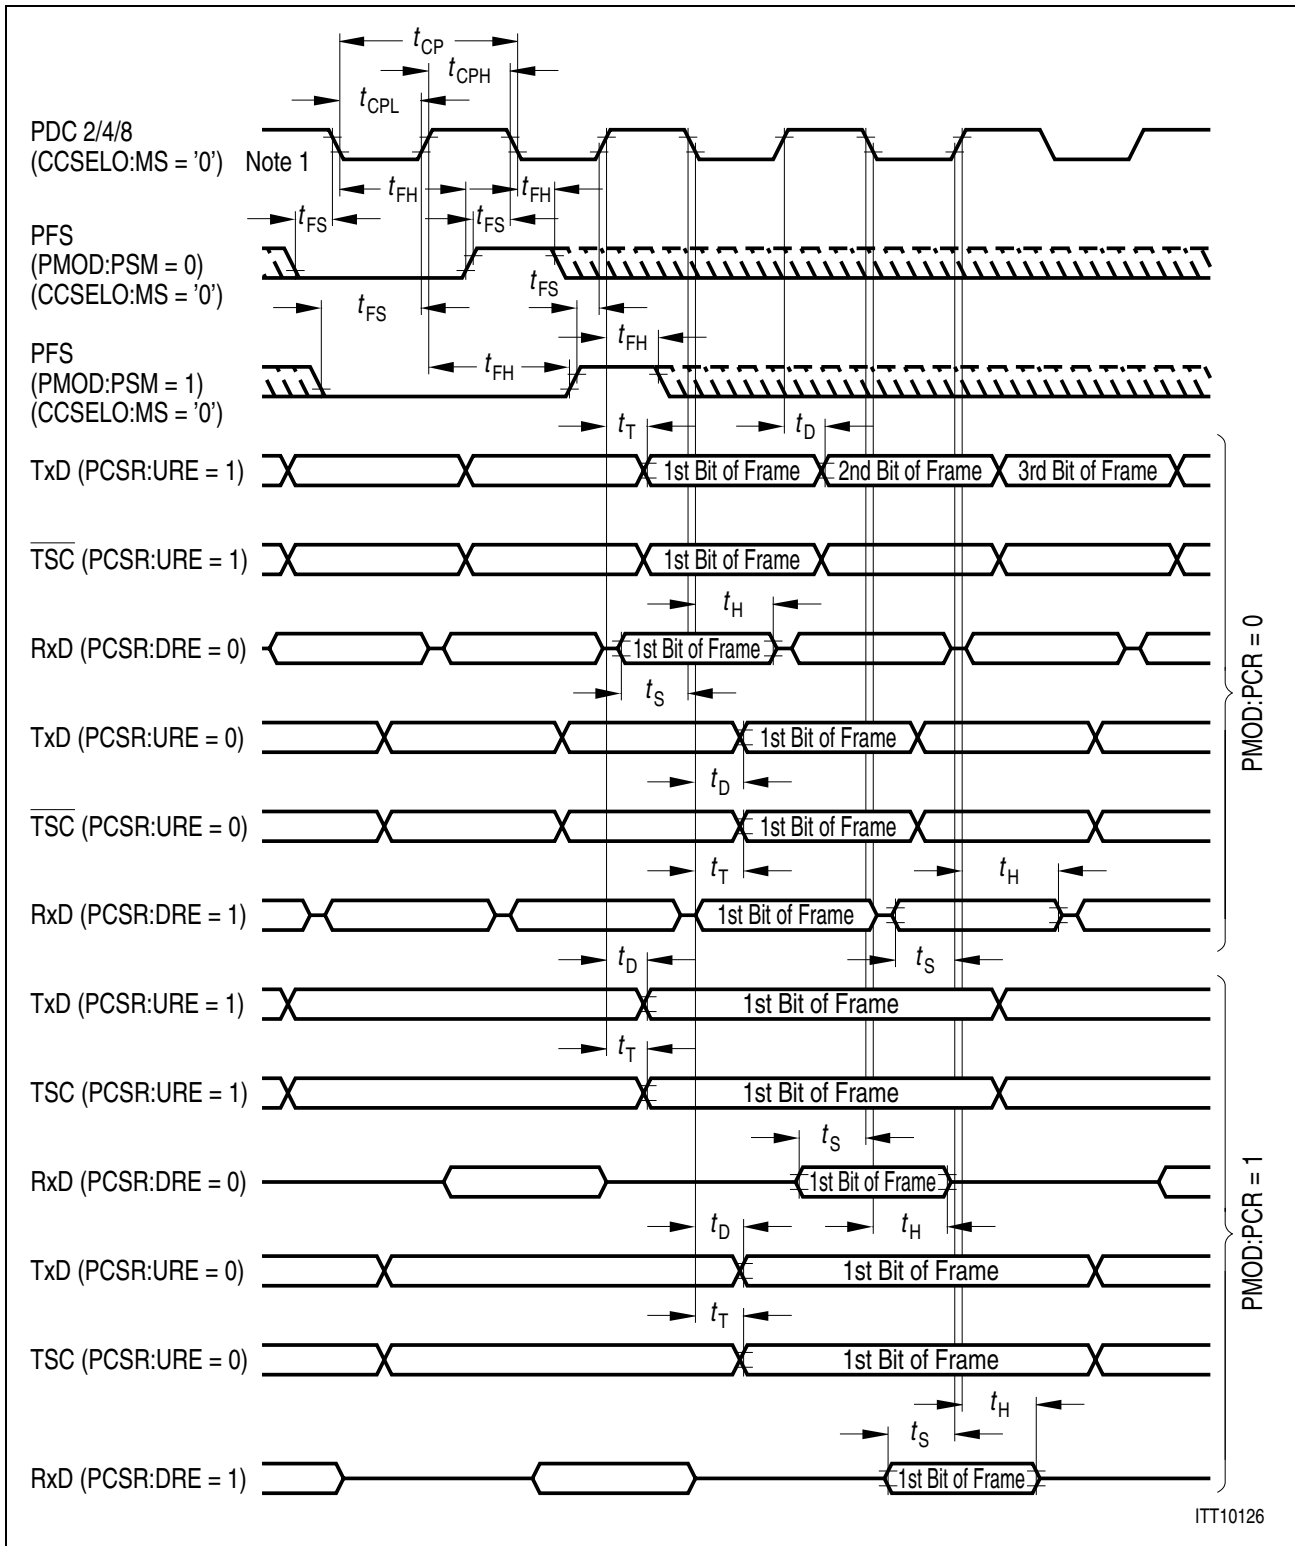 tCP
tCPH
tCPL
PDC 2/4/8
(CCSELO:MS = '0') Note 1
tFH tFH
tFS tFS
PFS
(PMOD:PSM = 0)
(CCSELO:MS = '0')
tFS
tFS
tFH
PFS
(PMOD:PSM = 1)
(CCSELO:MS = '0')
tFH
tT tD
TxD (PCSR:URE = 1) 1st Bit of Frame 2nd Bit of Frame 3rd Bit of Frame
TSC (PCSR:URE = 1) 1st Bit of Frame
tH
RxD (PCSR:DRE = 0) 1st Bit of Frame
tS
TxD (PCSR:URE = 0) 1st Bit of Frame
tD
TSC (PCSR:URE = 0) 1st Bit of Frame
tT tH
RxD (PCSR:DRE = 1) 1st Bit of Frame
tD tS
PMOD:PCR = 0
TxD (PCSR:URE = 1) 1st Bit of Frame
tT
TSC (PCSR:URE = 1) 1st Bit of Frame
tS
RxD (PCSR:DRE = 0) 1st Bit of Frame
tD tH
TxD (PCSR:URE = 0) 1st Bit of Frame
tT
TSC (PCSR:URE = 0) 1st Bit of Frame
tH
tS
RxD (PCSR:DRE = 1) 1st Bit of Frame
PMOD:PCR = 1
ITT10126